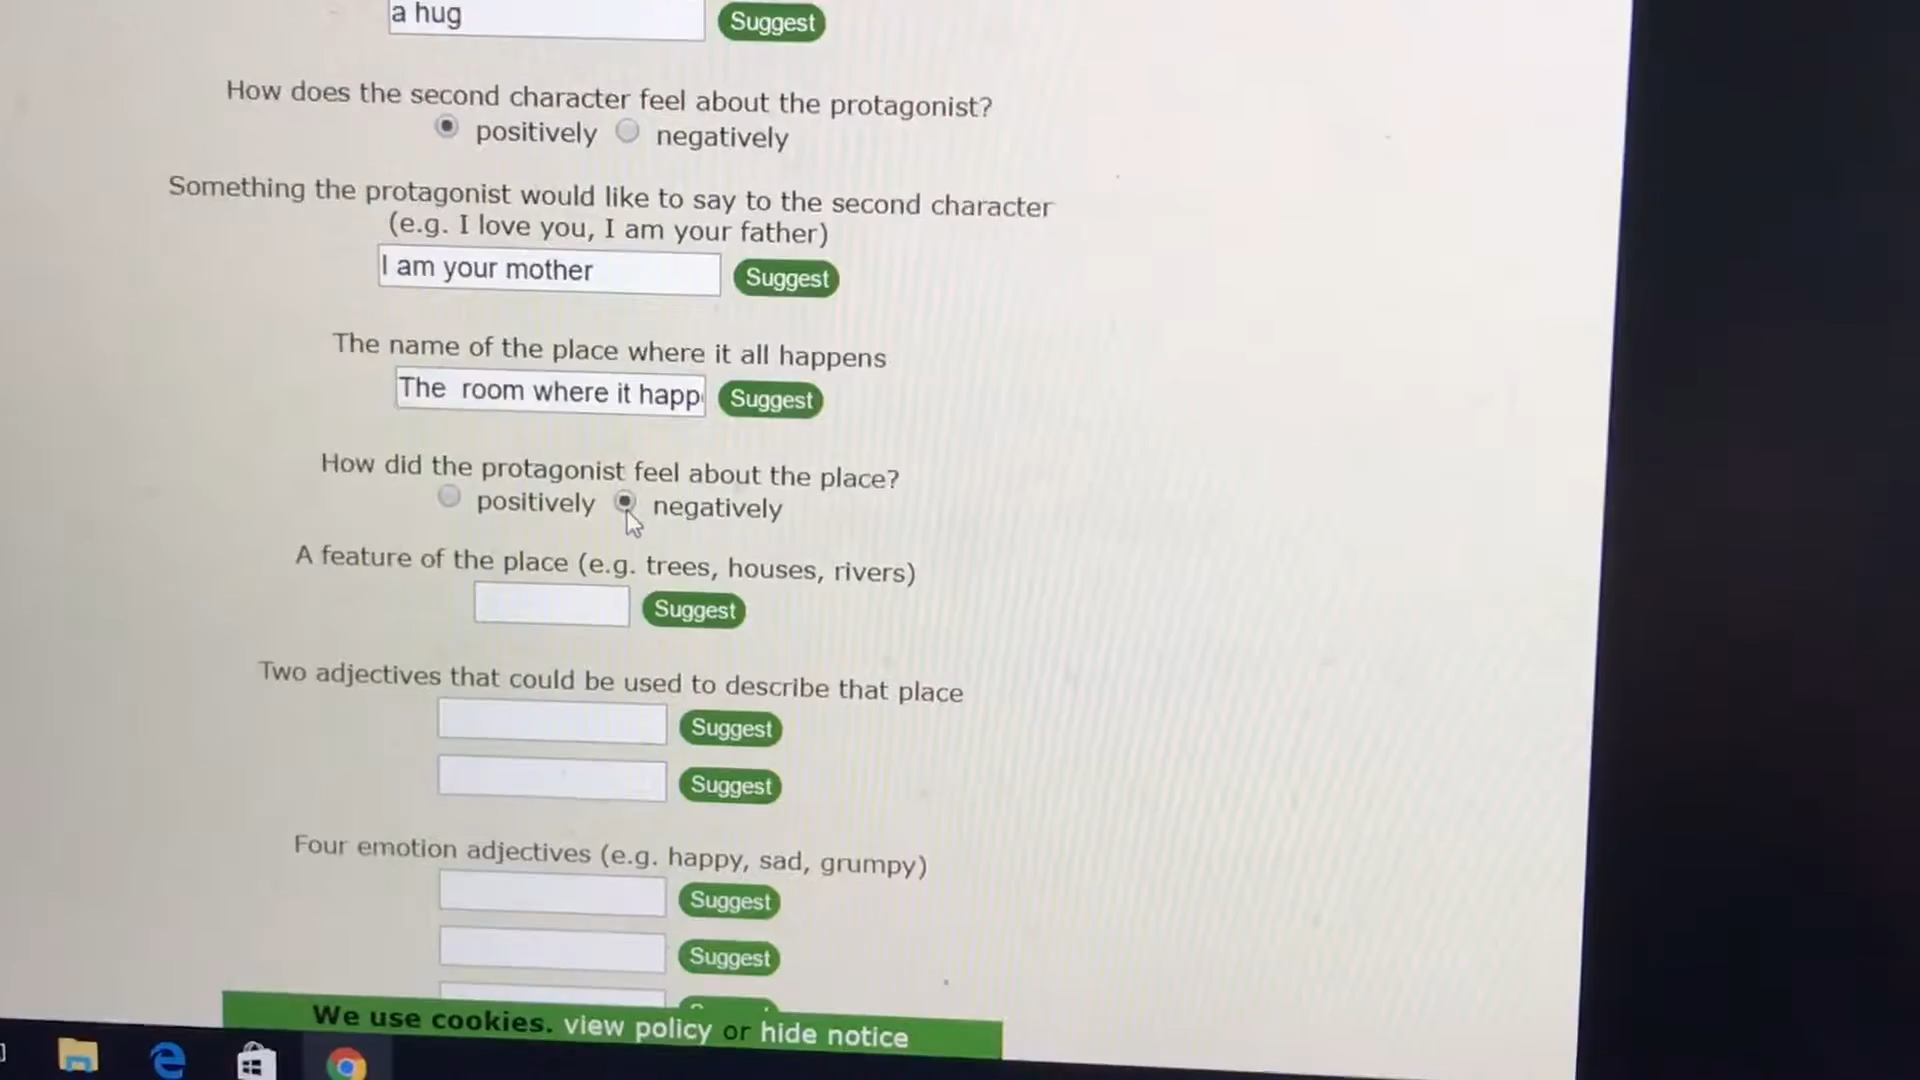 a hug
Suggest
How does the second character feel about the protagonist?
positively negatively
Something the protagonist would like to say to the second character
(e.g. I love you, I am your father)
I am your mother
Suggest
The name of the place where it all happens
The room where it happ
Suggest
How did the protagonist feel about the place?
positively negatively
A feature of the place (e.g. trees, houses, rivers)
Suggest
Two adjectives that could be used to describe that place
Suggest
Suggest
Four emotion adjectives (e.g. happy, sad, grumpy)
Suggest
Suggest
We use cookies. view policy or hide notice